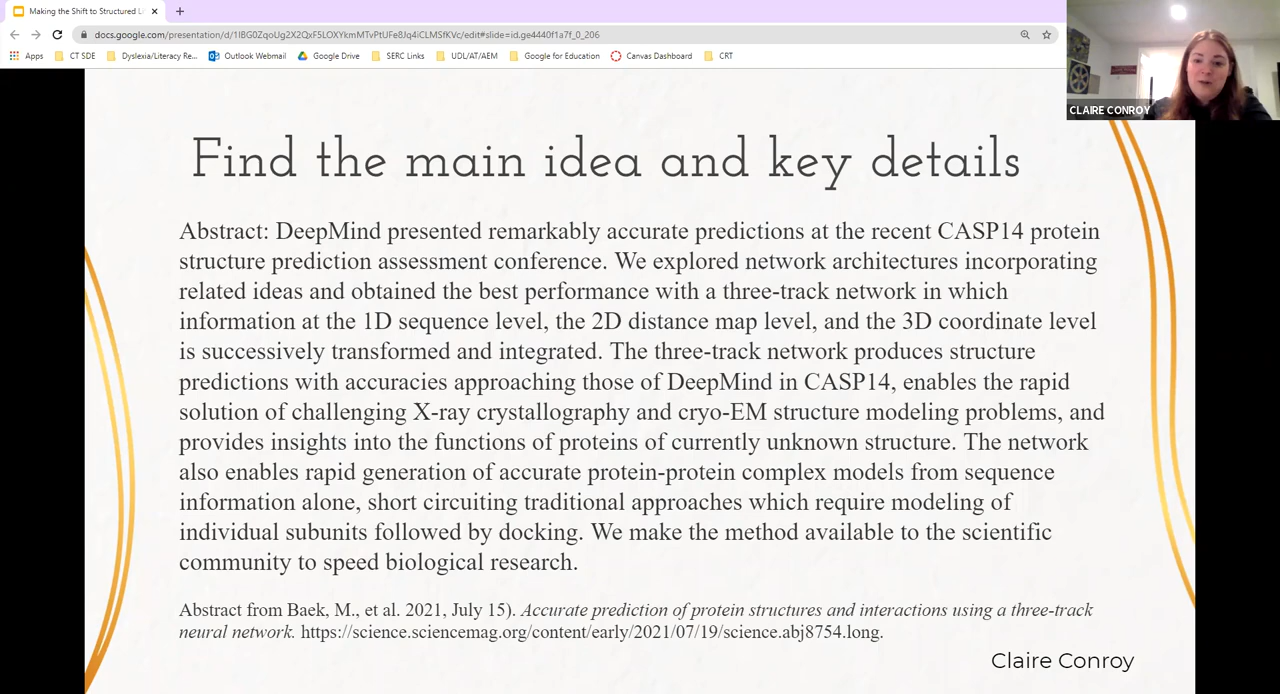 Making the Shift to Structured Li
docs.google.com/presentation/d/1IBG0ZqoUg2X2QxF5LOXYkmMTvPtUFe8Jq4iCLMSfKVc/edit#slide=id.ge4440f1a7f_0_206
Apps CT SDE Dyslexia/Literacy Re... Outlook Webmail Google Drive SERC Links UDL/AT/AEM Google for Education Canvas Dashboard CRT
CLAIRE CONROY
Find the main idea and key details
Abstract: DeepMind presented remarkably accurate predictions at the recent CASP14 protein
structure prediction assessment conference. We explored network architectures incorporating
related ideas and obtained the best performance with a three-track network in which
information at the 1D sequence level, the 2D distance map level, and the 3D coordinate level
is successively transformed and integrated. The three-track network produces structure
predictions with accuracies approaching those of DeepMind in CASP14, enables the rapid
solution of challenging X-ray crystallography and cryo-EM structure modeling problems, and
provides insights into the functions of proteins of currently unknown structure. The network
also enables rapid generation of accurate protein-protein complex models from sequence
information alone, short circuiting traditional approaches which require modeling of
individual subunits followed by docking. We make the method available to the scientific
community to speed biological research.
Abstract from Baek, M., et al. 2021, July 15). Accurate prediction of protein structures and interactions using a three-track
neural network. https://science.sciencemag.org/content/early/2021/07/19/science.abj8754.long.
Claire Conroy